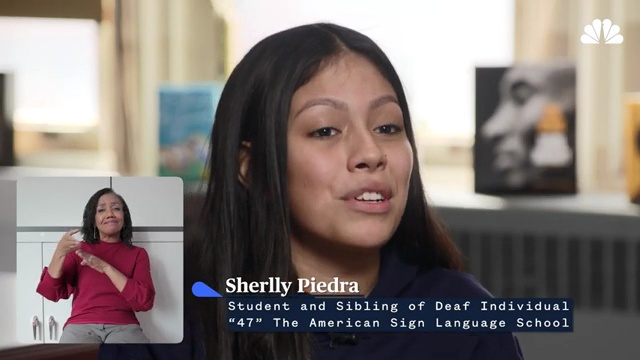 Sherlly Piedra
Student and Sibling of Deaf Individual
“47” The American Sign Language School